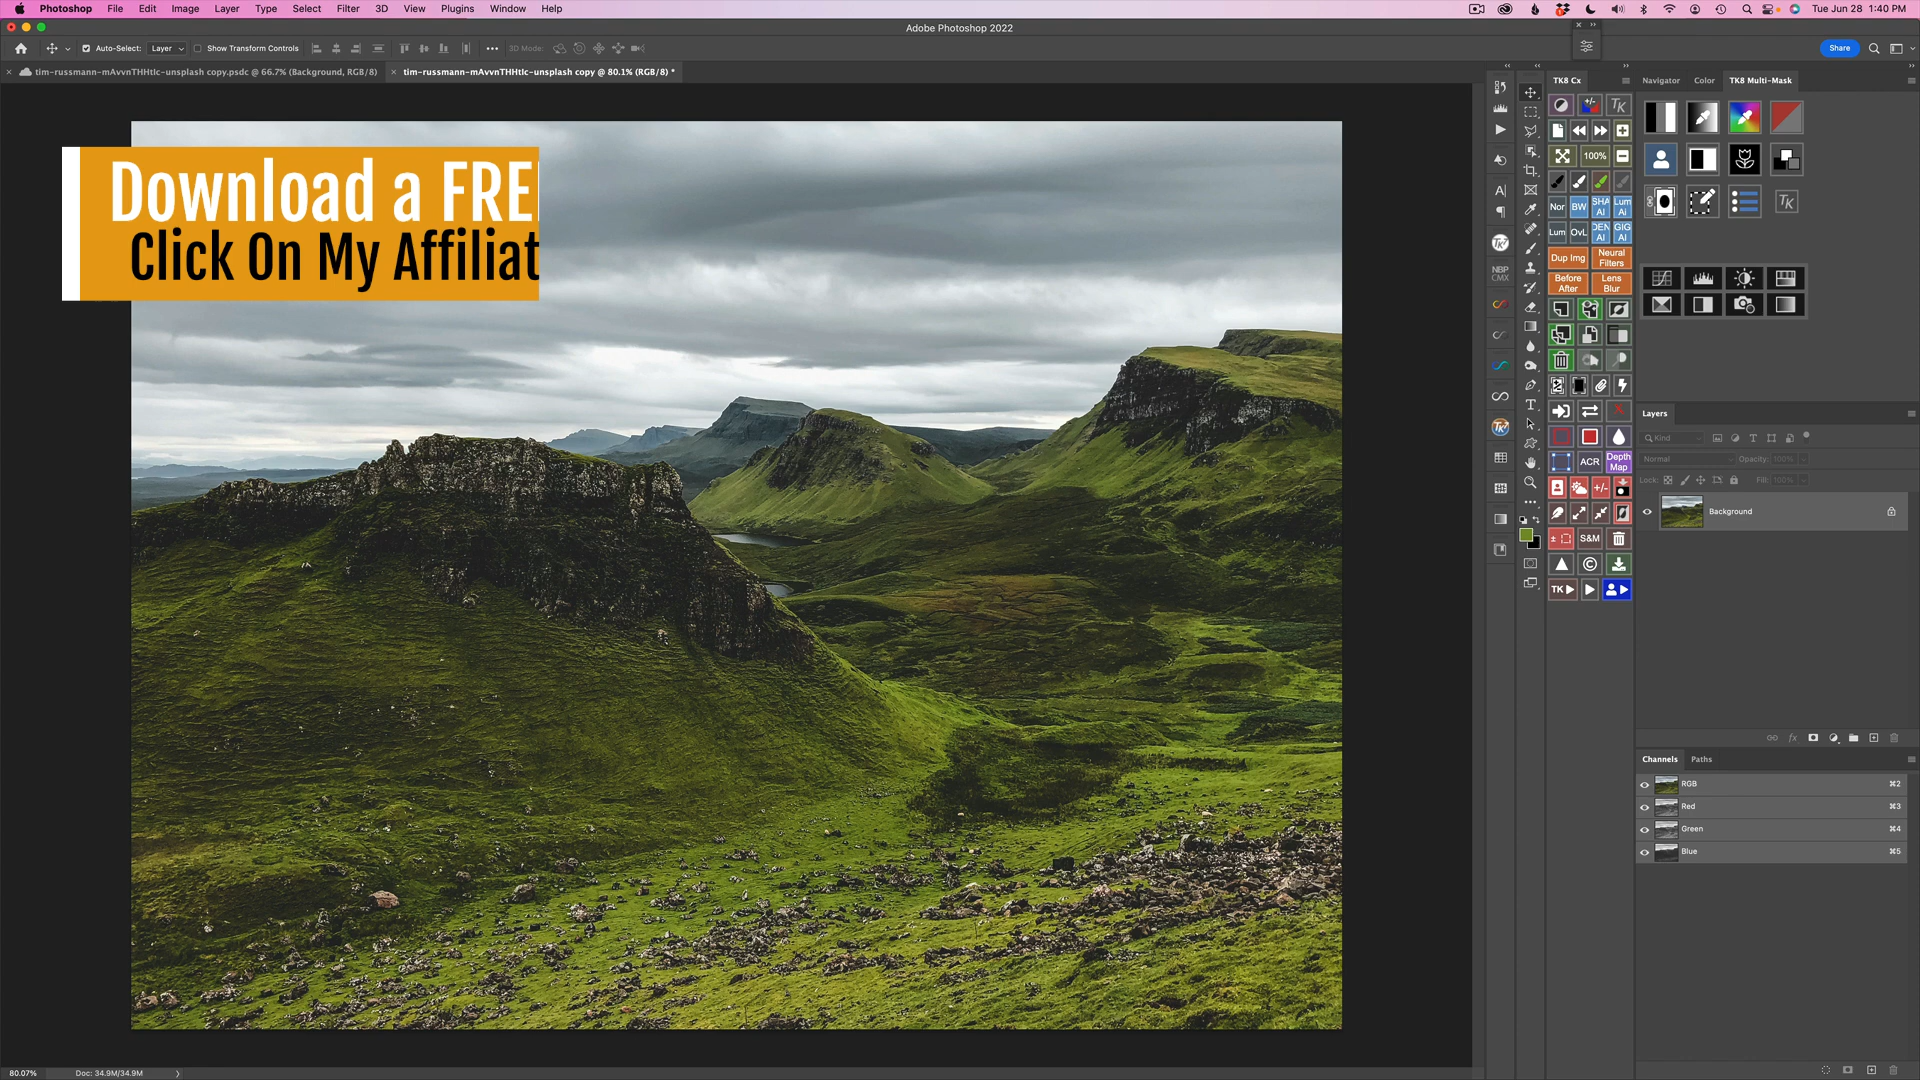 Photoshop File Edit Image Layer Type Select Filter 3D View Plugins Window Help Tue Jun 28 1:40 PM
Adobe Photoshop 2022
Auto-Select: Layer Show Transform Controls 3D Mode: Share
tim-russmann-mAvvnTHHtIc-unsplash copy.psdc @ 66.7% (Background, RGB/8) tim-russmann-mAvvnTHHtIc-unsplash copy @ 80.1% (RGB/8) *
TK8 Cx Navigator Color TK8 Multi-Mask
Download a FRE
Click On My Affiliat
100%
Nor BW SHA AI Lum Ai
Lum OvL DEN AI GIG AI
Dup Img Neural Filters
Before After Lens Blur
NBP CMX
ACR Depth Map
S&M
TK
Layers
Kind
Normal Opacity: 100%
Lock: Fill: 100%
Background
Channels Paths
RGB ⌘2
Red ⌘3
Green ⌘4
Blue ⌘5
80.07% Doc: 34.9M/34.9M